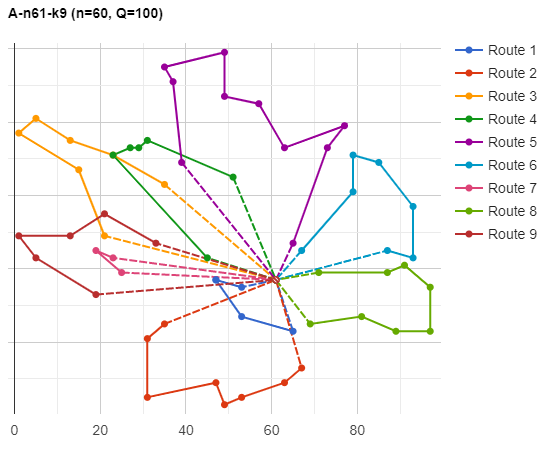 A-n61-k9 (n=60, Q=100)
Route 1
Route 2
Route 3
Route 4
Route 5
Route 6
Route 7
Route 8
Route 9
0 20 40 60 80